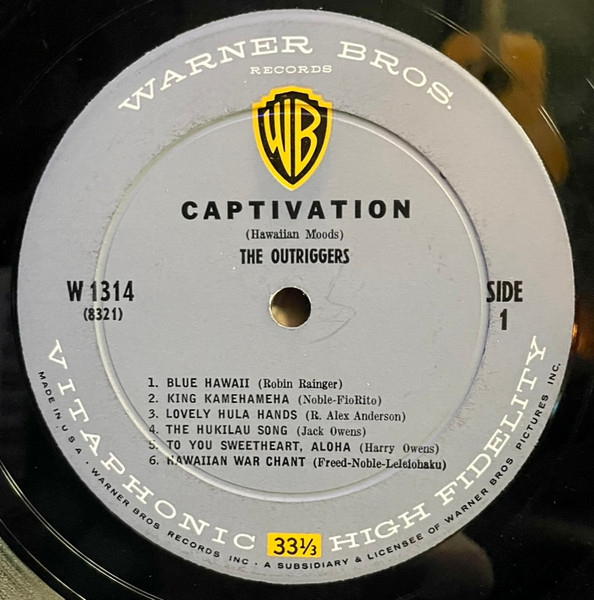 WARNER BROS.
RECORDS
WB
CAPTIVATION
(Hawaiian Moods)
THE OUTRIGGERS
W 1314
(8321)
SIDE
1
1. BLUE HAWAII (Robin Rainger)
2. KING KAMEHAMEHA (Noble-FioRito)
3. LOVELY HULA HANDS (R. Alex Anderson)
4. THE HUKILAU SONG (Jack Owens)
5. TO YOU SWEETHEART, ALOHA (Harry Owens)
6. HAWAIIAN WAR CHANT (Freed-Noble-Leleiohaku)
VITAPHONIC HIGH FIDELITY
33⅓
MADE IN U.S.A. · WARNER BROS RECORDS INC · A SUBSIDIARY & LICENSEE OF WARNER BROS PICTURES INC.